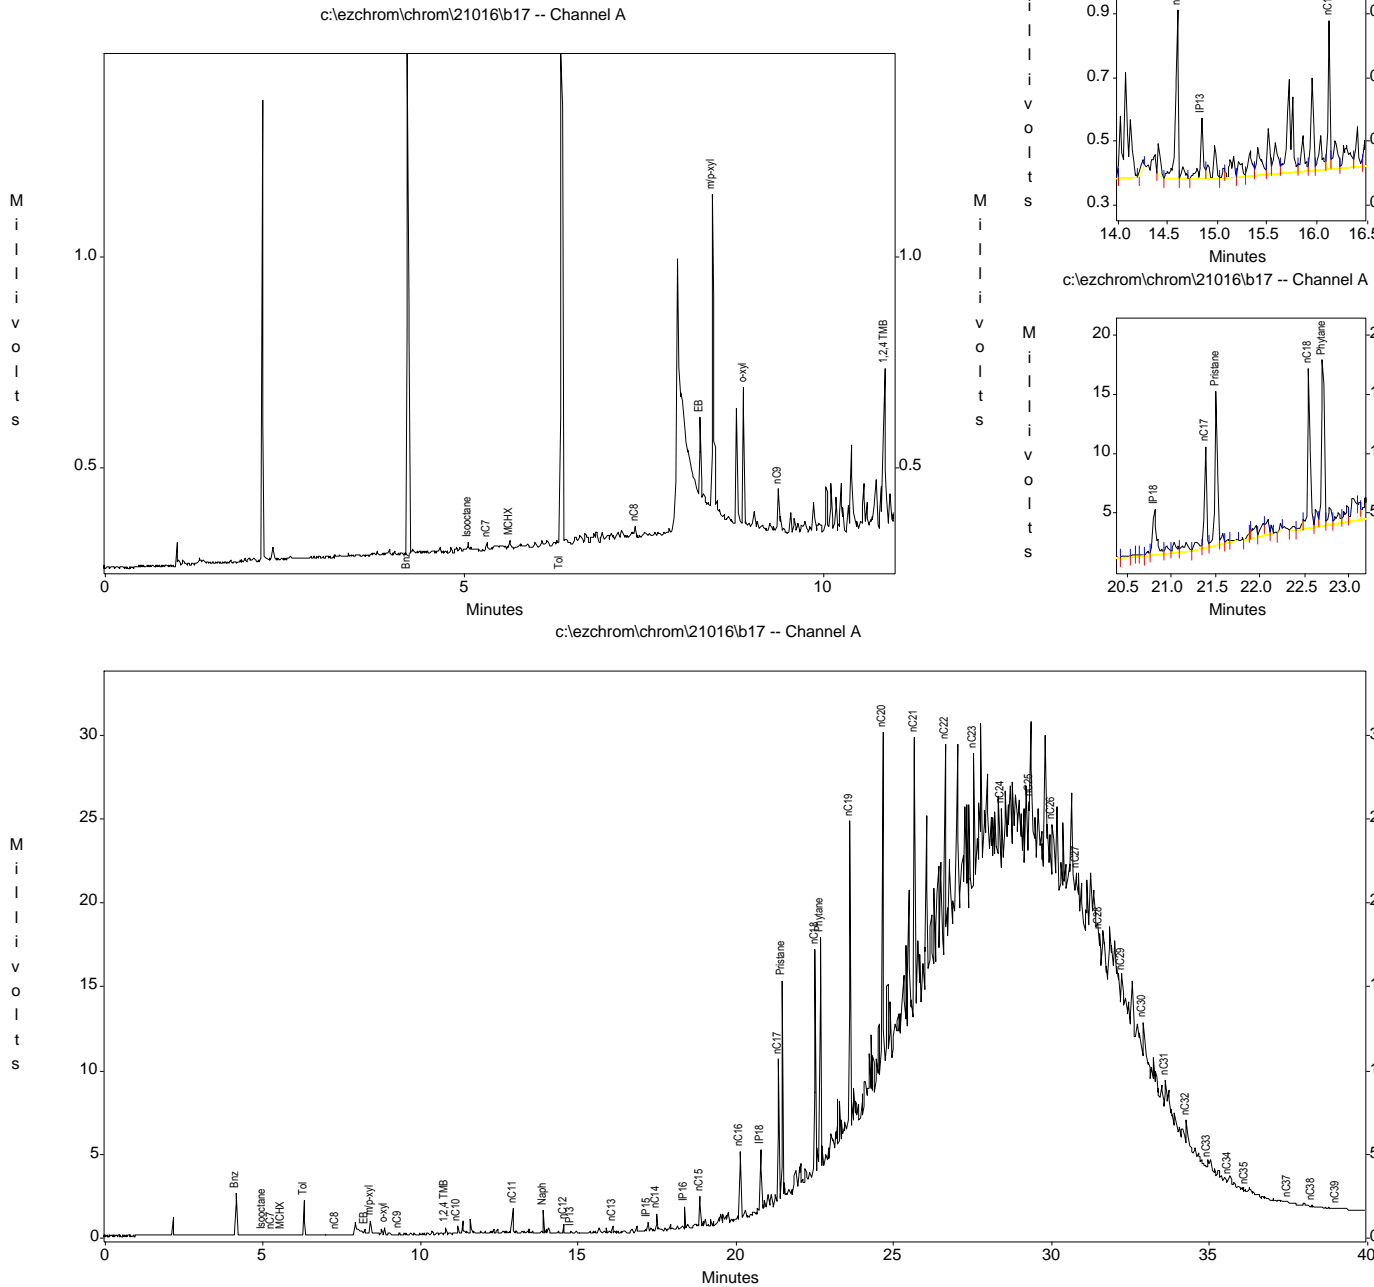 c:\ezchrom\chrom\21016\b17 -- Channel A
Millivolts
1.0
0.5
1.0
0.5
Bnz
Isooctane
nC7
MCHX
Tol
nC8
EB
m/p-xyl
o-xyl
nC9
1,2,4 TMB
0
5
10
Minutes
Millivolts
0.9
0.7
0.5
0.3
IP13
14.0
14.5
15.0
15.5
16.0
16.5
Minutes
c:\ezchrom\chrom\21016\b17 -- Channel A
Millivolts
20
15
10
5
IP18
nC17
Pristane
nC18
Phytane
20.5
21.0
21.5
22.0
22.5
23.0
Minutes
c:\ezchrom\chrom\21016\b17 -- Channel A
Millivolts
30
25
20
15
10
5
0
Bnz
Isooctane
nC7
MCHX
Tol
nC8
EB
m/p-xyl
o-xyl
nC9
1,2,4 TMB
nC10
nC11
Naph
nC12
IP13
nC13
IP15
nC14
IP16
nC15
nC16
IP18
nC17
Pristane
nC18
Phytane
nC19
nC20
nC21
nC22
nC23
nC24
nC25
nC26
nC27
nC28
nC29
nC30
nC31
nC32
nC33
nC34
nC35
nC37
nC38
nC39
0
5
10
15
20
25
30
35
40
Minutes